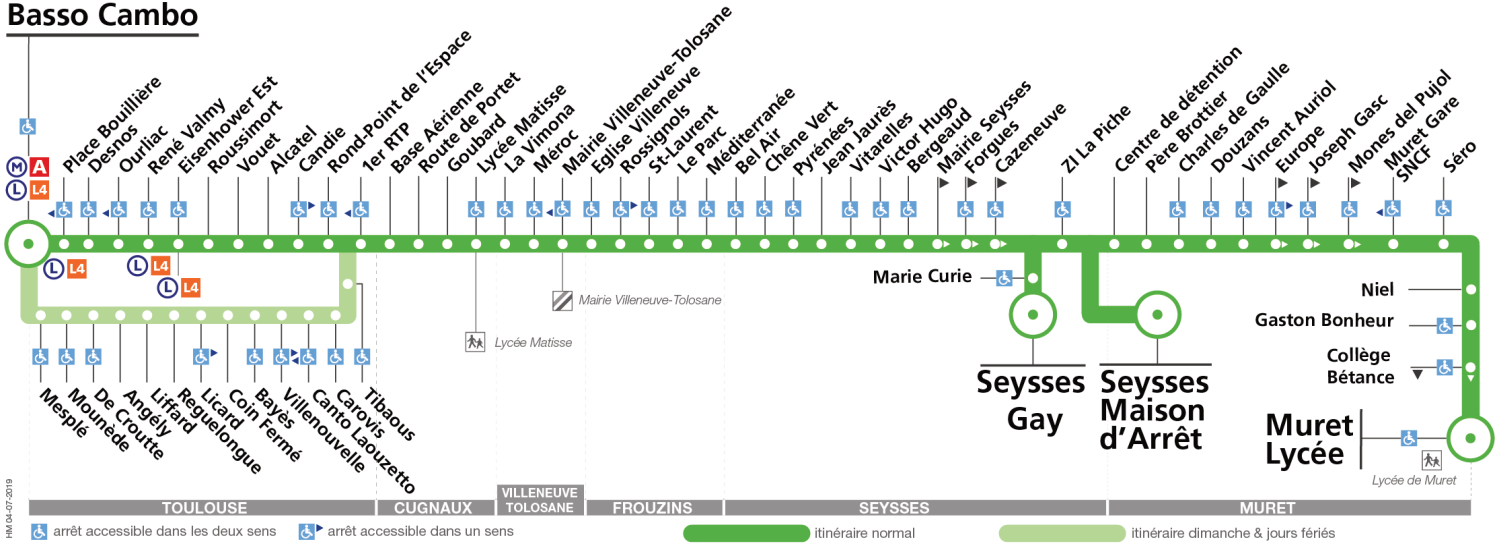 Basso Cambo
M A
L L4
Place Bouillière
Desnos
Ourliac
René Valmy
Eisenhower Est
Roussimort
Vouet
Alcatel
Candie
Rond-Point de l'Espace
1er RTP
Base Aérienne
Route de Portet
Goubard
Lycée Matisse
La Vimona
Méroc
Mairie Villeneuve-Tolosane
Eglise Villeneuve
Rossignols
St-Laurent
Le Parc
Méditerranée
Bel Air
Chêne Vert
Pyrénées
Jean Jaurès
Vitarelles
Victor Hugo
Bergeaud
Mairie Seysses
Forgues
Cazeneuve
ZI La Piche
Centre de détention
Père Brottier
Charles de Gaulle
Douzans
Vincent Auriol
Europe
Joseph Gasc
Mones del Pujol
Muret Gare
SNCF
Séro
L L4
L L4
L L4
Marie Curie
Mairie Villeneuve-Tolosane
Lycée Matisse
Niel
Gaston Bonheur
Collège
Bétance
Mesplé
Mounède
De Croutte
Angély
Liffard
Reguelongue
Licard
Coin Fermé
Bayès
Villenouvelle
Canto Laouzetto
Carovis
Tibaous
Seysses
Gay
Seysses
Maison
d'Arrêt
Muret
Lycée
Lycée de Muret
HM 04-07-2019
TOULOUSE
CUGNAUX
VILLENEUVE
TOLOSANE
FROUZINS
SEYSSES
MURET
arrêt accessible dans les deux sens
arrêt accessible dans un sens
itinéraire normal
itinéraire dimanche & jours fériés